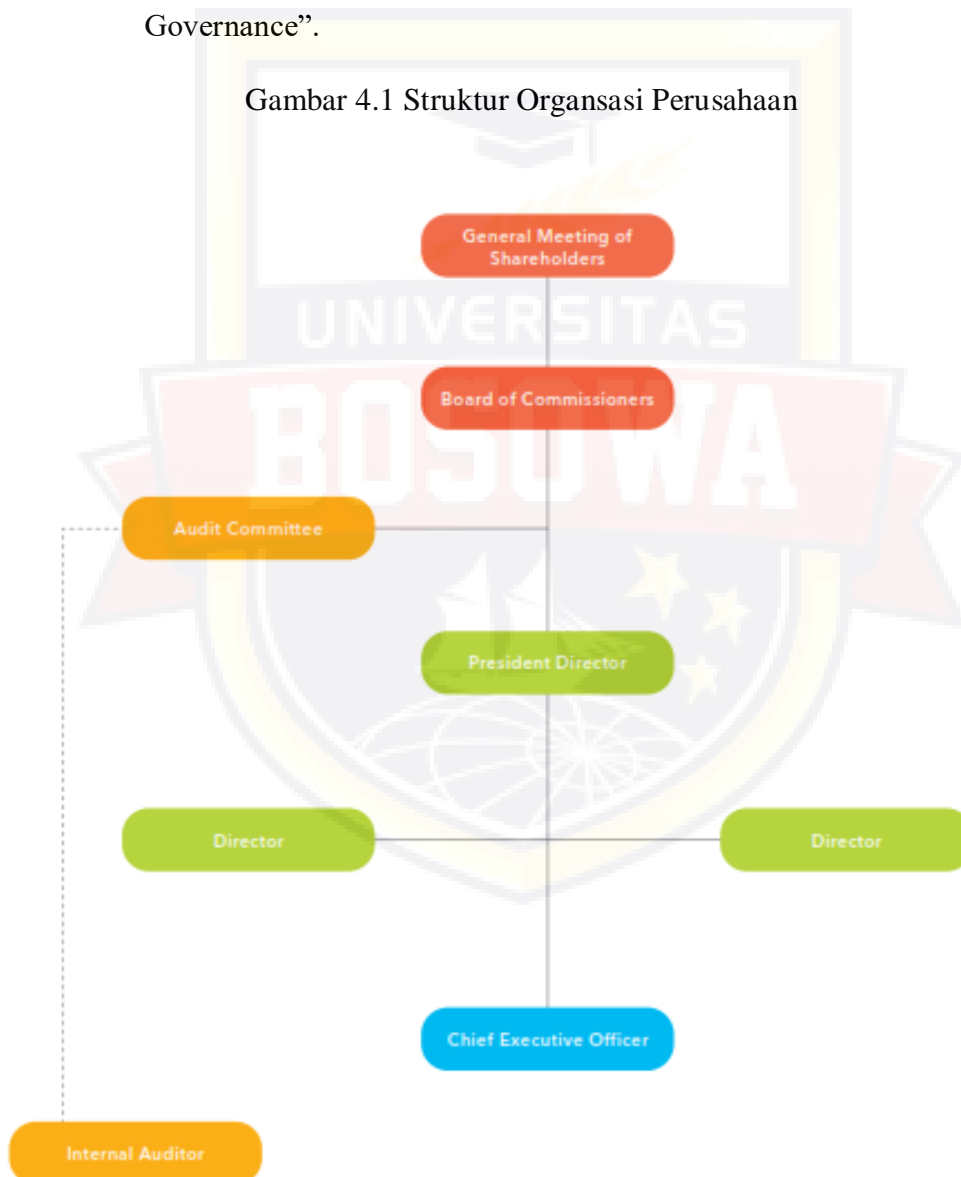 Governance”.
Gambar 4.1 Struktur Organsasi Perusahaan
General Meeting of
Shareholders
UNIVERSITAS
Board of Commissioners
BOSOWA
Audit Committee
President Director
Director
Director
Chief Executive Officer
Internal Auditor